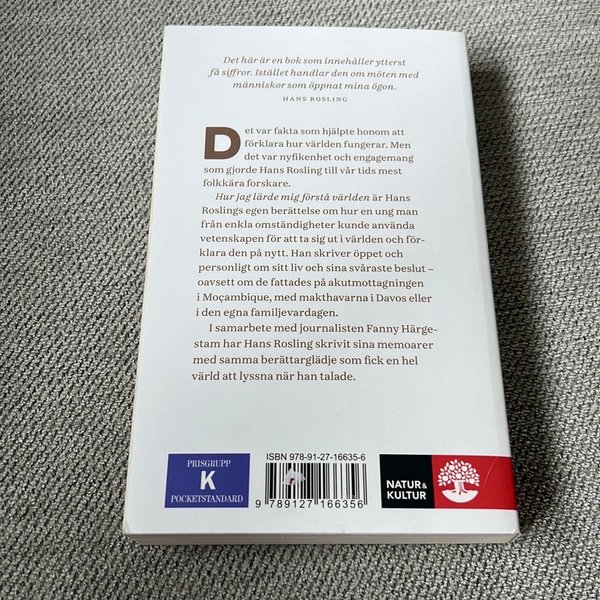 Det här är en bok som innehåller ytterst
få siffror. Istället handlar den om möten med
människor som öppnat mina ögon.
HANS ROSLING
Det var fakta som hjälpte honom att
förklara hur världen fungerar. Men
det var nyfikenhet och engagemang
som gjorde Hans Rosling till vår tids mest
folkkära forskare.
Hur jag lärde mig förstå världen är Hans
Roslings egen berättelse om hur en ung man
från enkla omständigheter kunde använda
vetenskapen för att ta sig ut i världen och för-
klara den på nytt. Han skriver öppet och
personligt om sitt liv och sina svåraste beslut –
oavsett om de fattades på akutmottagningen
i Moçambique, med makthavarna i Davos eller
i den egna familjevardagen.
I samarbete med journalisten Fanny Härge-
stam har Hans Rosling skrivit sina memoarer
med samma berättarglädje som fick en hel
värld att lyssna när han talade.
ISBN 978-91-27-16635-6
PRISGRUPP
K
POCKETSTANDARD
9 789127 166356
NATUR &
KULTUR